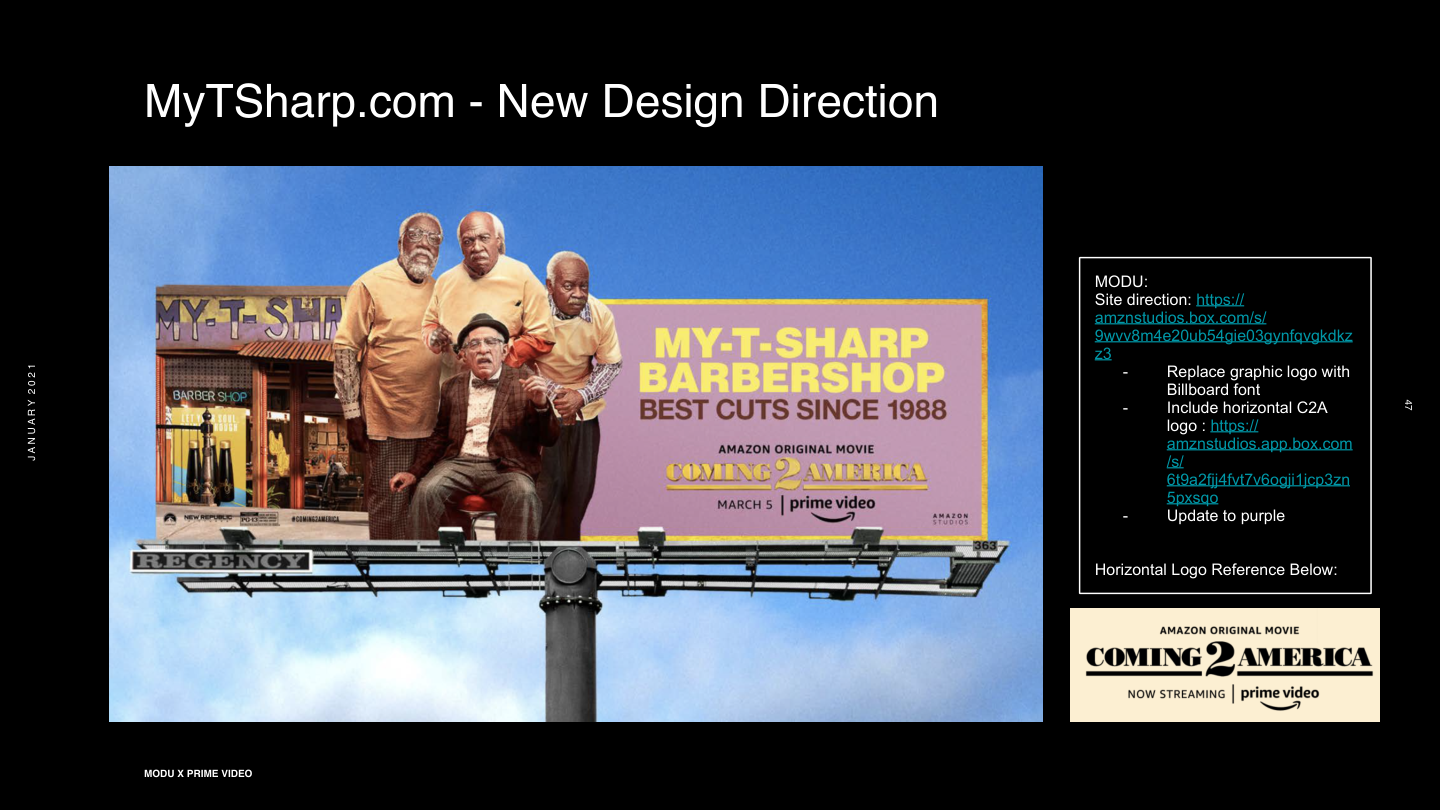 MyTSharp.com - New Design Direction
JANUARY 2021
MY-T-SHA
BARBER SHOP
MY-T-SHARP
BARBERSHOP
BEST CUTS SINCE 1988
AMAZON ORIGINAL MOVIE
COMING 2 AMERICA
MARCH 5 | prime video
AMAZON
STUDIOS
NEW REPUBLIC
PG-13
#COMING2AMERICA
363
REGENCY
MODU:
Site direction: https://
amznstudios.box.com/s/
9wvv8m4e20ub54gie03gynfqvgkdkz
z3
- Replace graphic logo with
Billboard font
- Include horizontal C2A
logo : https://
amznstudios.app.box.com
/s/
6t9a2fjj4fvt7v6ogji1jcp3zn
5pxsqo
- Update to purple
Horizontal Logo Reference Below:
AMAZON ORIGINAL MOVIE
COMING 2 AMERICA
NOW STREAMING | prime video
47
MODU X PRIME VIDEO